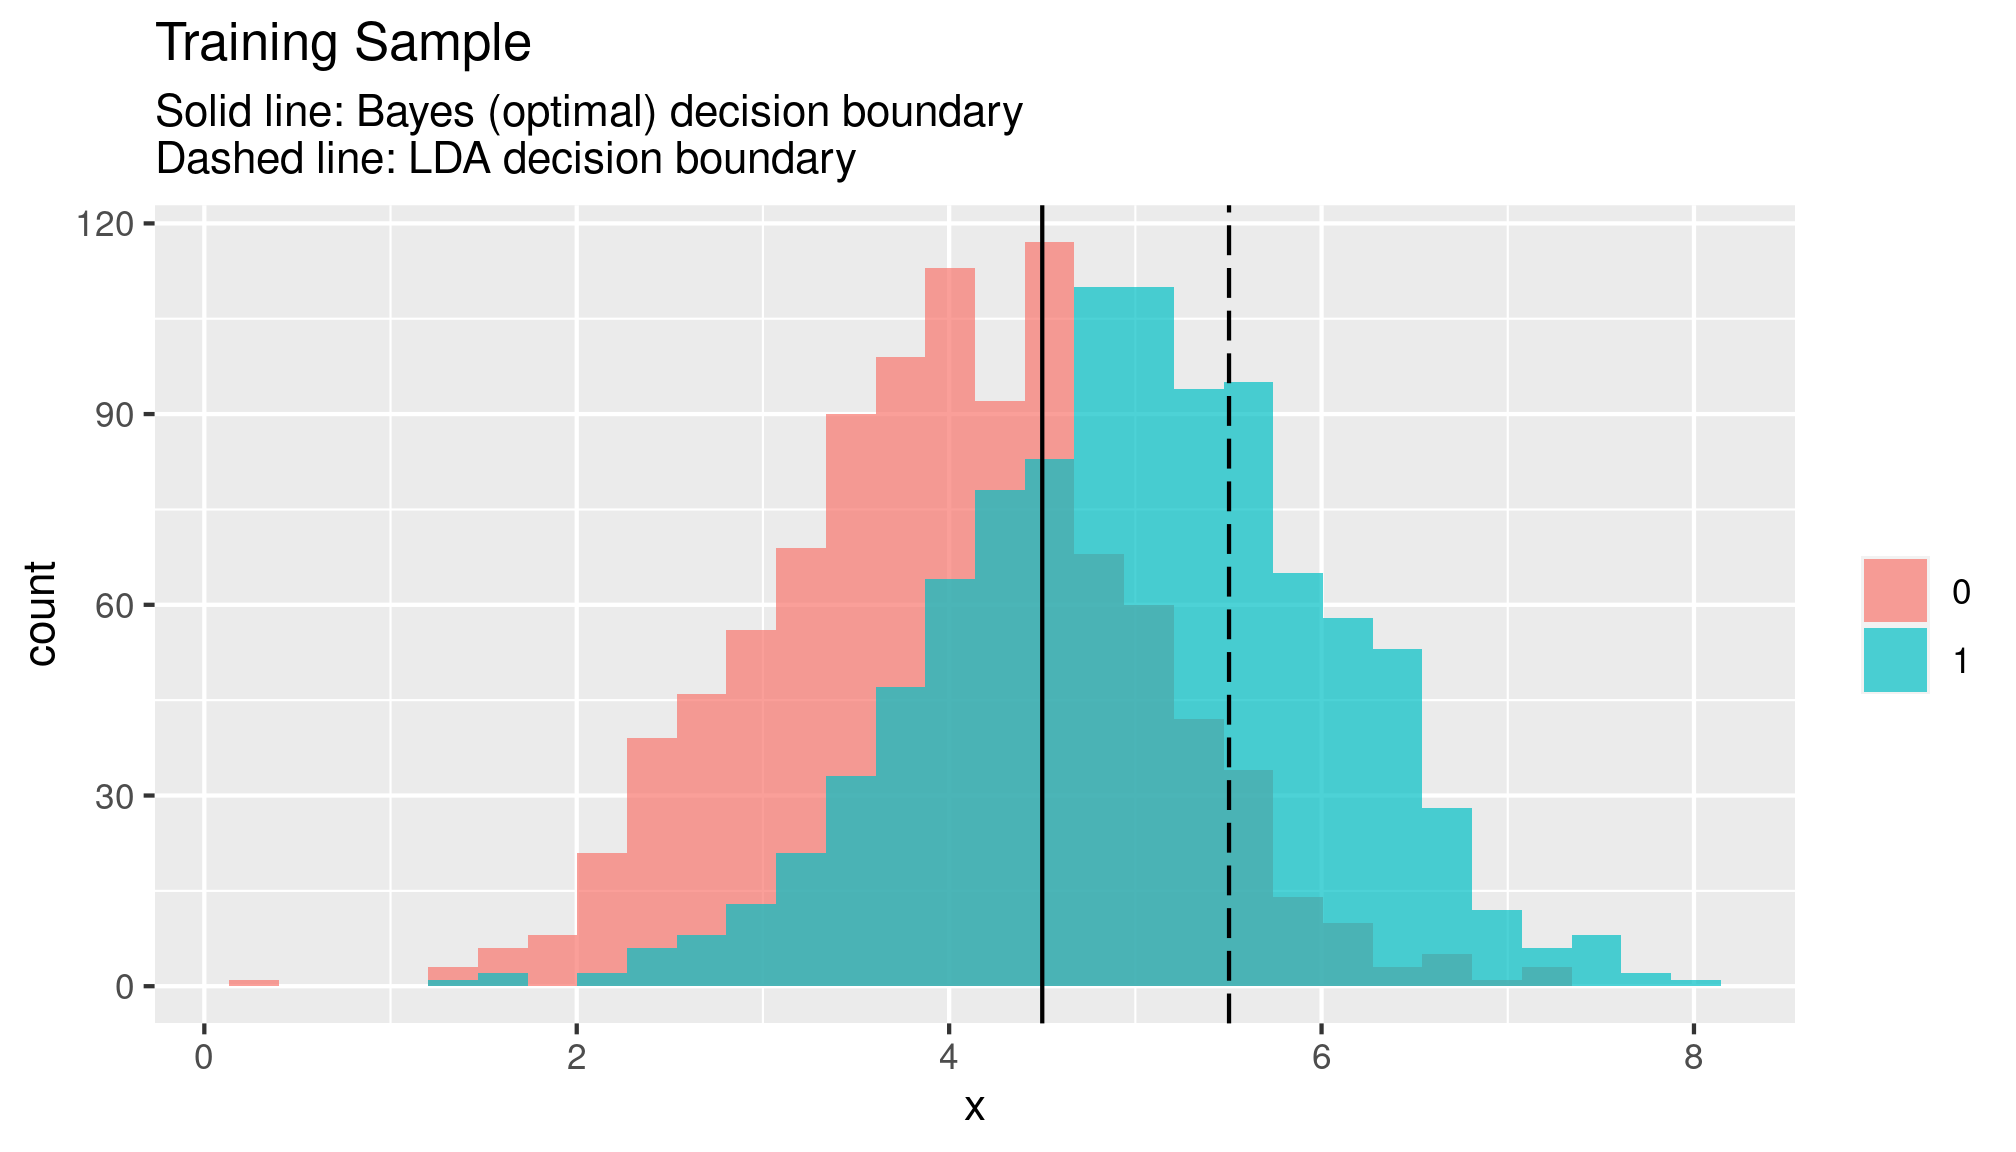 Training Sample
Solid line: Bayes (optimal) decision boundary
Dashed line: LDA decision boundary
120
90
60
30
0
count
0
2
4
6
8
x
0
1